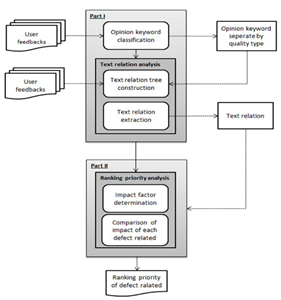 Part I
User
feedbacks
Opinion keyword
classification
Opinion keyword
seperate by
quality type
Text relation analysis
User
feedbacks
Text relation tree
construction
Text relation
extraction
Text relation
Part II
Ranking priority analysis
Impact factor
determination
Comparison of
impact of each
defect related
Ranking priority
of defect ralated